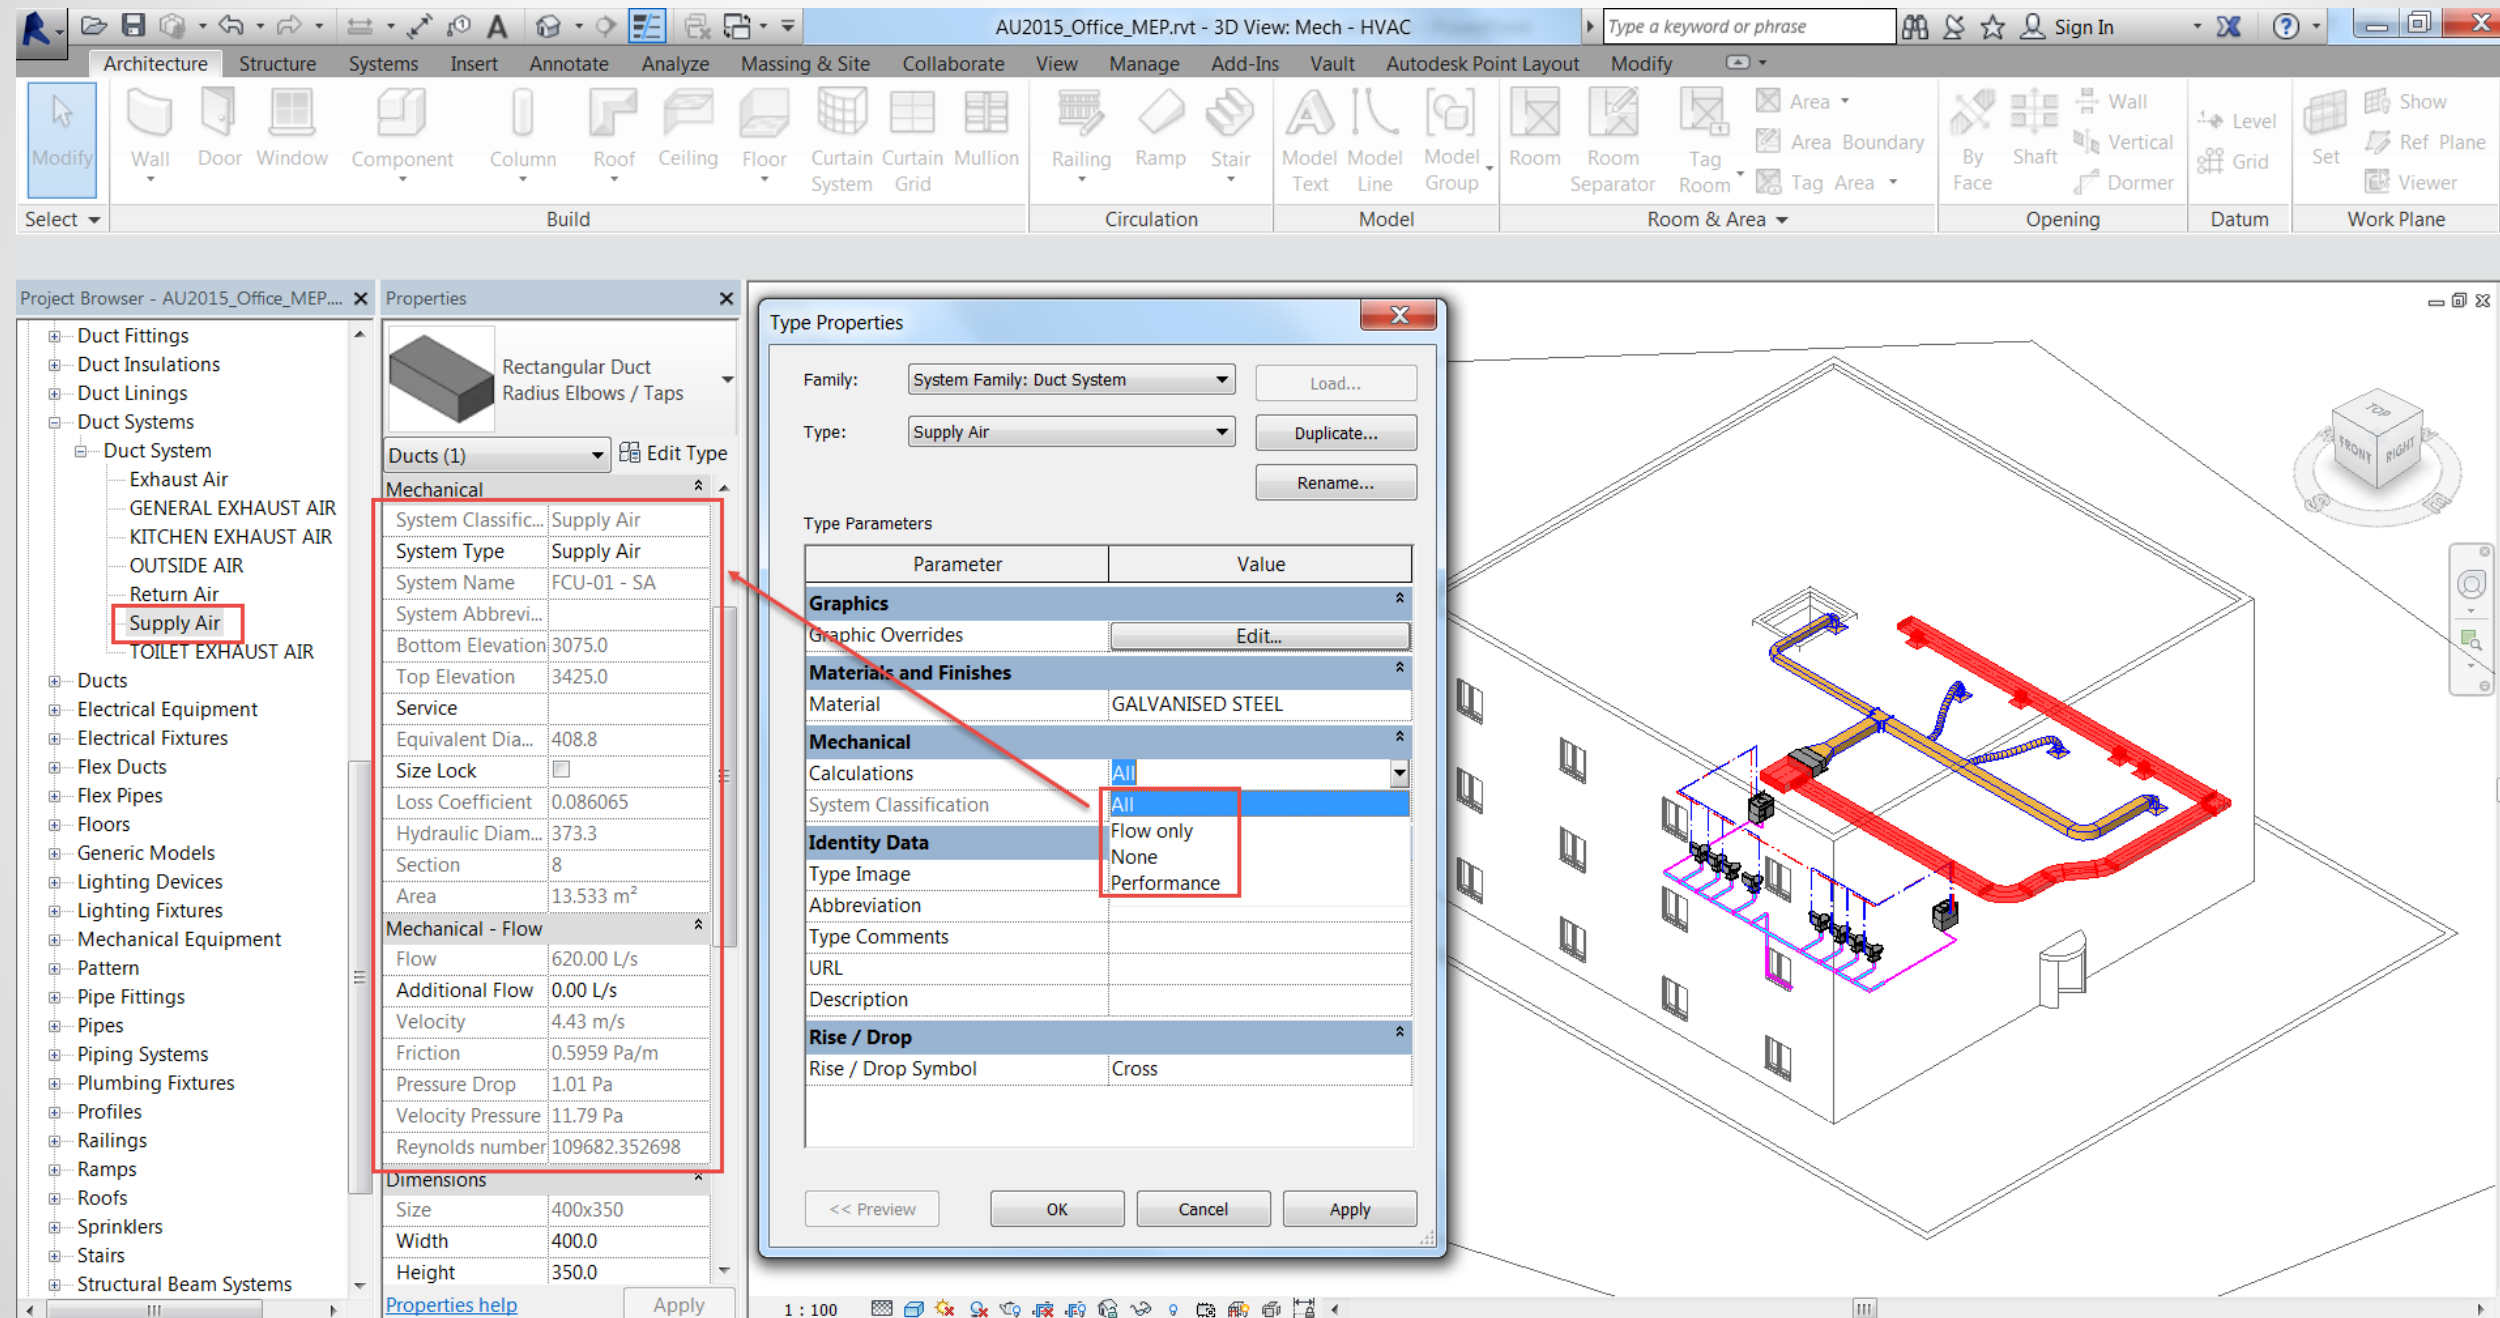 AU2015_Office_MEP.rvt - 3D View: Mech - HVAC
Type a keyword or phrase
Sign In
Architecture Structure Systems Insert Annotate Analyze Massing & Site Collaborate View Manage Add-Ins Vault Autodesk Point Layout Modify
Modify
Wall
Door
Window
Component
Column
Roof
Ceiling
Floor
Curtain System
Curtain Grid
Mullion
Railing
Ramp
Stair
Model Text
Model Line
Model Group
Room
Room Separator
Tag Room
Area
Area Boundary
Tag Area
By Face
Shaft
Wall
Vertical
Dormer
Level
Grid
Set
Show
Ref Plane
Viewer
Select
Build
Circulation
Model
Room & Area
Opening
Datum
Work Plane
Project Browser - AU2015_Office_MEP....
Duct Fittings
Duct Insulations
Duct Linings
Duct Systems
Duct System
Exhaust Air
GENERAL EXHAUST AIR
KITCHEN EXHAUST AIR
OUTSIDE AIR
Return Air
Supply Air
TOILET EXHAUST AIR
Ducts
Electrical Equipment
Electrical Fixtures
Flex Ducts
Flex Pipes
Floors
Generic Models
Lighting Devices
Lighting Fixtures
Mechanical Equipment
Pattern
Pipe Fittings
Pipes
Piping Systems
Plumbing Fixtures
Profiles
Railings
Ramps
Roofs
Sprinklers
Stairs
Structural Beam Systems
Properties
Rectangular Duct
Radius Elbows / Taps
Ducts (1)
Edit Type
Mechanical
System Classific... Supply Air
System Type Supply Air
System Name FCU-01 - SA
System Abbrevi...
Bottom Elevation 3075.0
Top Elevation 3425.0
Service
Equivalent Dia... 408.8
Size Lock
Loss Coefficient 0.086065
Hydraulic Diam... 373.3
Section 8
Area 13.533 m²
Mechanical - Flow
Flow 620.00 L/s
Additional Flow 0.00 L/s
Velocity 4.43 m/s
Friction 0.5959 Pa/m
Pressure Drop 1.01 Pa
Velocity Pressure 11.79 Pa
Reynolds number 109682.352698
Dimensions
Size 400x350
Width 400.0
Height 350.0
Properties help
Apply
Type Properties
Family: System Family: Duct System Load...
Type: Supply Air Duplicate...
Rename...
Type Parameters
Parameter Value
Graphics
Graphic Overrides Edit...
Materials and Finishes
Material GALVANISED STEEL
Mechanical
Calculations All
System Classification All
Flow only
Identity Data None
Type Image Performance
Abbreviation
Type Comments
URL
Description
Rise / Drop
Rise / Drop Symbol Cross
<< Preview OK Cancel Apply
TOP
FRONT
RIGHT
1 : 100